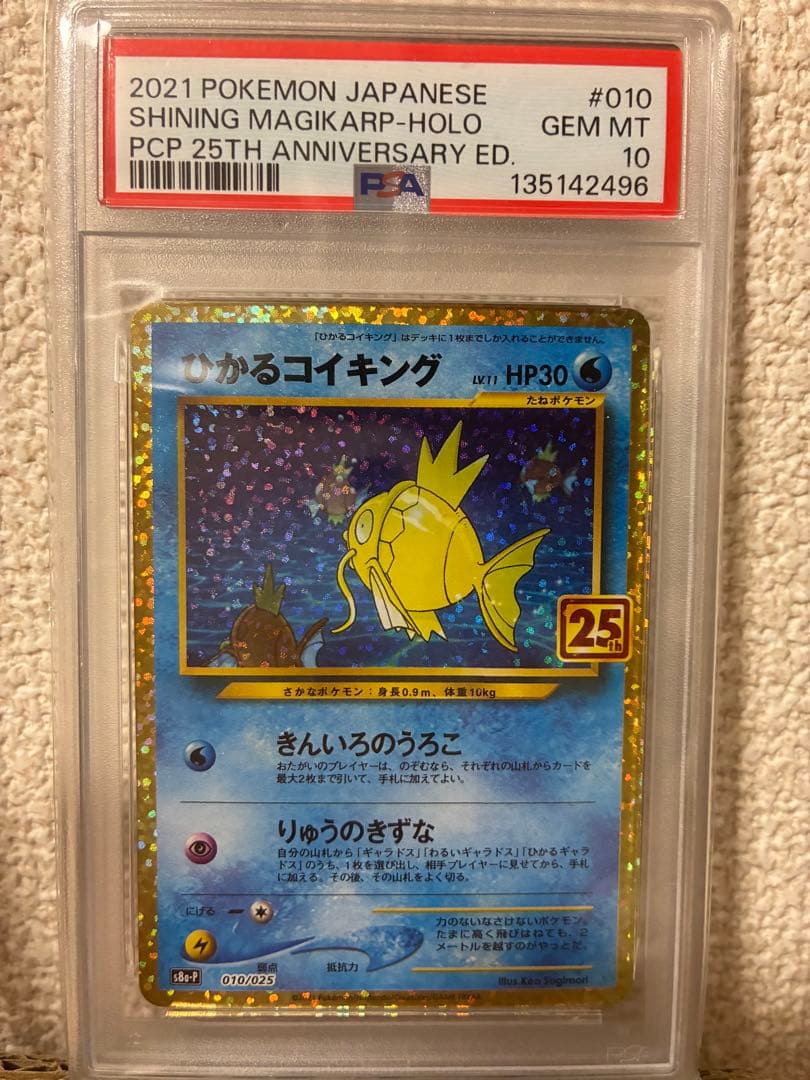 2021 POKEMON JAPANESE #010
SHINING MAGIKARP-HOLO GEM MT
PCP 25TH ANNIVERSARY ED. 10
PSA 135142496
「ひかるコイキング」はデッキに1枚までしか入れることができません。
ひかるコイキング LV.11 HP30
たねポケモン
25th
さかなポケモン：身長0.9m、体重10kg
きんいろのうろこ
おたがいのプレイヤーは、のぞむなら、それぞれの山札からカードを
最大2枚まで引いて、手札に加えてよい。
りゅうのきずな
自分の山札から「ギャラドス」「わるいギャラドス」「ひかるギャラ
ドス」のうち、1枚を選び出し、相手プレイヤーに見せてから、手札
に加える。その後、その山札をよく切る。
にげる
力のないなさけないポケモン。
たまに高く飛びはねても、2
メートルを越すのがやっとだ。
弱点 抵抗力
s8a-P 010/025
Illus.Ken Sugimori